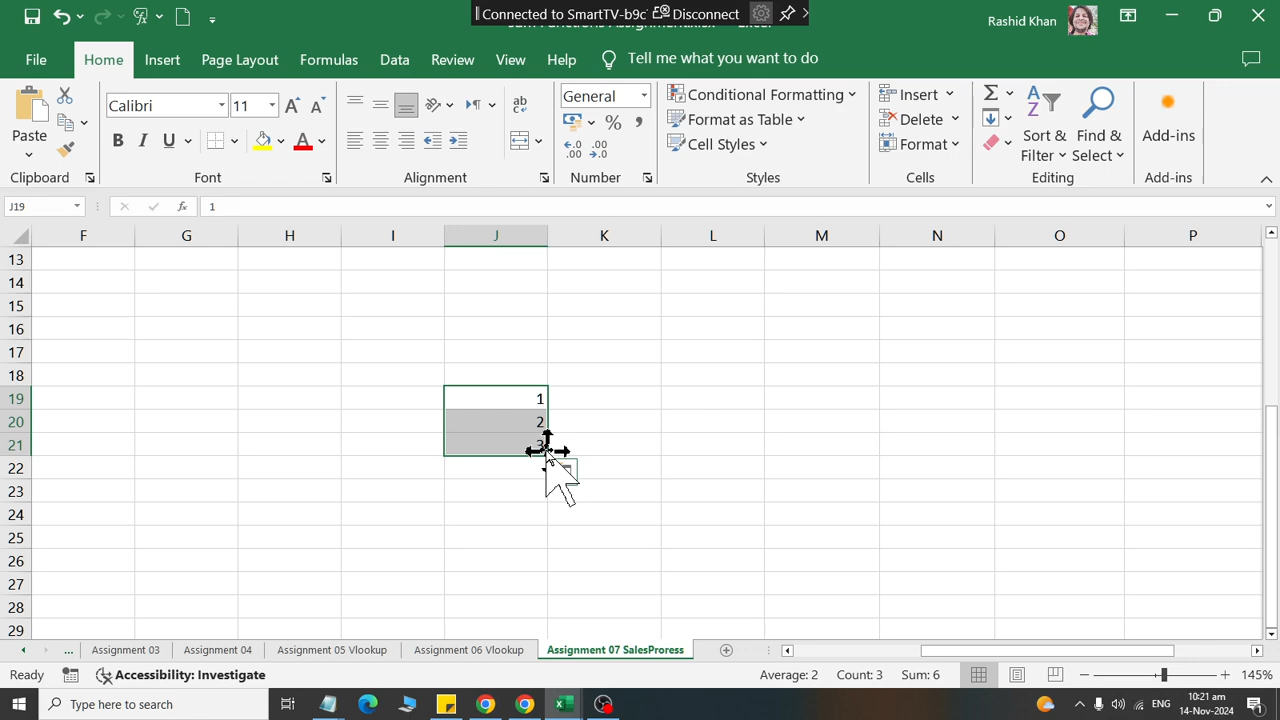 Connected to SmartTV-b9c Disconnect
Rashid Khan
File Home Insert Page Layout Formulas Data Review View Help Tell me what you want to do
Calibri 11 General Conditional Formatting Insert
Paste Format as Table Delete
B I U A % , Cell Styles Format Sort & Filter Find & Select Add-ins
Clipboard Font Alignment Number Styles Cells Editing Add-ins
J19 fx 1
F G H I J K L M N O P
13
14
15
16
17
18
19 1
20 2
21 3
22
23
24
25
26
27
28
29
... Assignment 03 Assignment 04 Assignment 05 Vlookup Assignment 06 Vlookup Assignment 07 SalesProress
Ready Accessibility: Investigate Average: 2 Count: 3 Sum: 6 145%
Type here to search ENG 10:21 am
14-Nov-2024